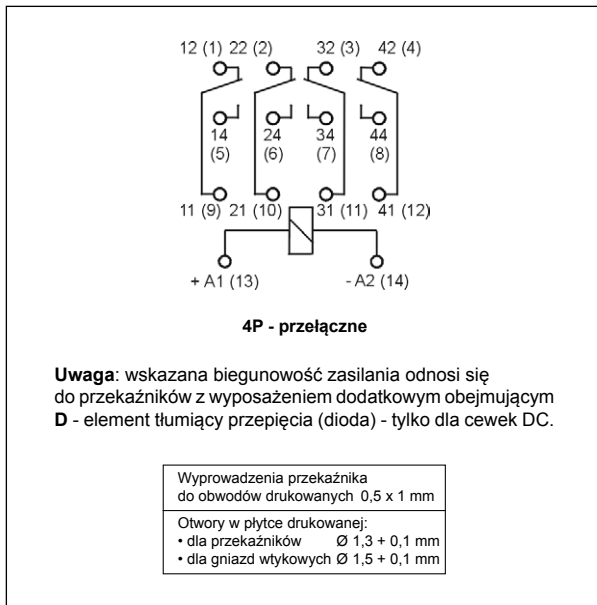 12 (1) 22 (2) 32 (3) 42 (4)
14 24 34 44
(5) (6) (7) (8)
11 (9) 21 (10) 31 (11) 41 (12)
+ A1 (13) - A2 (14)
4P - przełączne
Uwaga: wskazana biegunowość zasilania odnosi się
do przekaźników z wyposażeniem dodatkowym obejmującym
D - element tłumiący przepięcia (dioda) - tylko dla cewek DC.
Wyprowadzenia przekaźnika
do obwodów drukowanych 0,5 x 1 mm
Otwory w płytce drukowanej:
• dla przekaźników Ø 1,3 + 0,1 mm
• dla gniazd wtykowych Ø 1,5 + 0,1 mm